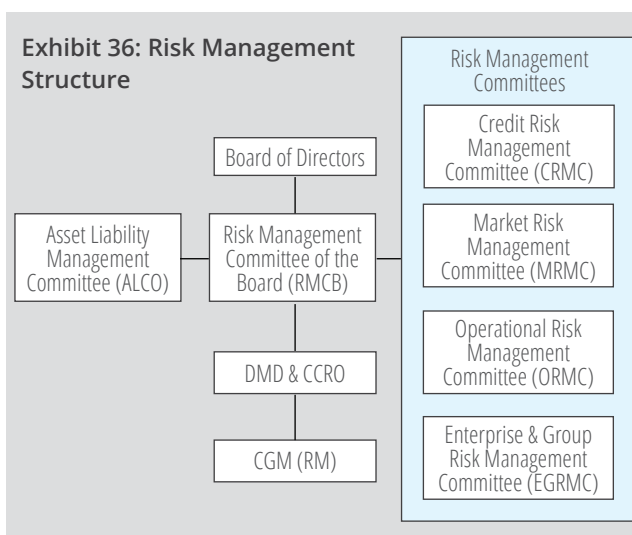 Exhibit 36: Risk Management
Structure
Board of Directors
Asset Liability
Management
Committee (ALCO)
Risk Management
Committee of the
Board (RMCB)
DMD & CCRO
CGM (RM)
Risk Management
Committees
Credit Risk
Management
Committee (CRMC)
Market Risk
Management
Committee (MRMC)
Operational Risk
Management
Committee (ORMC)
Enterprise & Group
Risk Management
Committee (EGRMC)